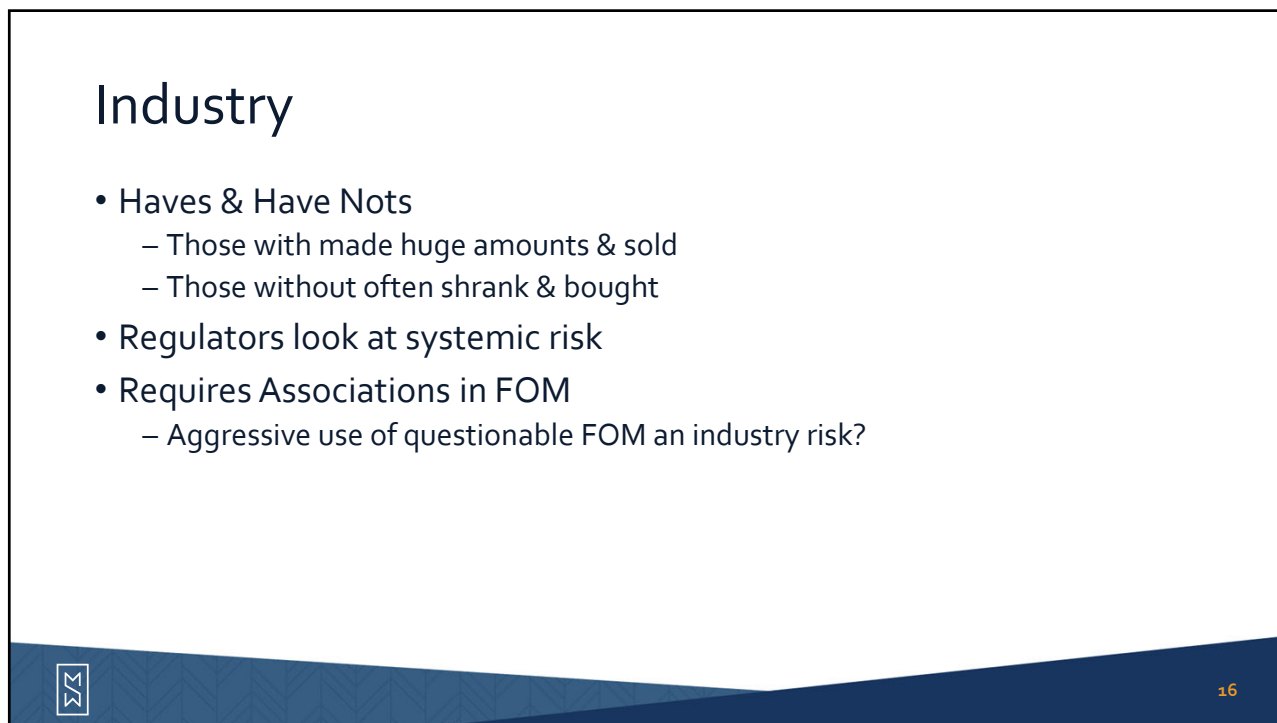 Industry
• Haves & Have Nots
– Those with made huge amounts & sold
– Those without often shrank & bought
• Regulators look at systemic risk
• Requires Associations in FOM
– Aggressive use of questionable FOM an industry risk?
16